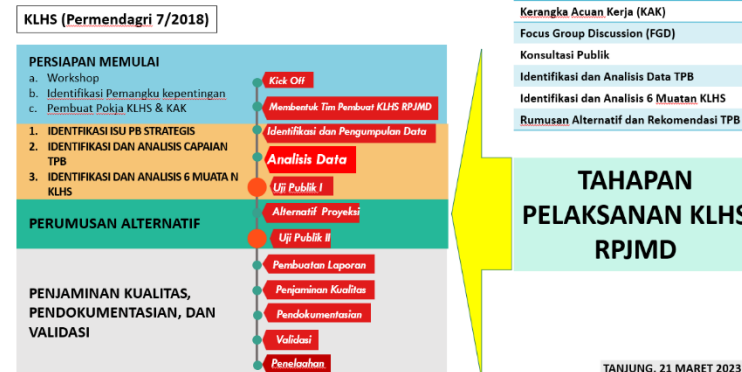 KLHS (Permendagri 7/2018)
PERSIAPAN MEMULAI
a. Workshop
b. Identifikasi Pemangku kepentingan
c. Pembuat Pokja KLHS & KAK
1. IDENTFIKASI ISU PB STRATEGIS
2. IDENTIFIKASI DAN ANALISIS CAPAIAN
TPB
3. IDENTIFIKASI DAN ANALISIS 6 MUATA N
KLHS
PERUMUSAN ALTERNATIF
PENJAMINAN KUALITAS,
PENDOKUMENTASIAN, DAN
VALIDASI
Kick Off
Membentuk Tim Pembuat KLHS RPJMD
Identifikasi dan Pengumpulan Data
Analisis Data
Uji Publik I
Alternatif Proyeksi
Uji Publik II
Pembuatan Laporan
Penjaminan Kualitas
Pendokumentasian
Validasi
Penelaahan
Kerangka Acuan Kerja (KAK)
Focus Group Discussion (FGD)
Konsultasi Publik
Identifikasi dan Analisis Data TPB
Identifikasi dan Analisis 6 Muatan KLHS
Rumusan Alternatif dan Rekomendasi TPB
TAHAPAN
PELAKSANAN KLHS
RPJMD
TANJUNG, 21 MARET 2023